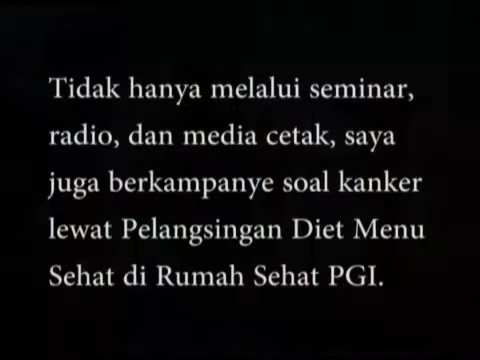 Tidak hanya melalui seminar,
radio, dan media cetak, saya
juga berkampanye soal kanker
lewat Pelangsingan Diet Menu
Sehat di Rumah Sehat PGI.